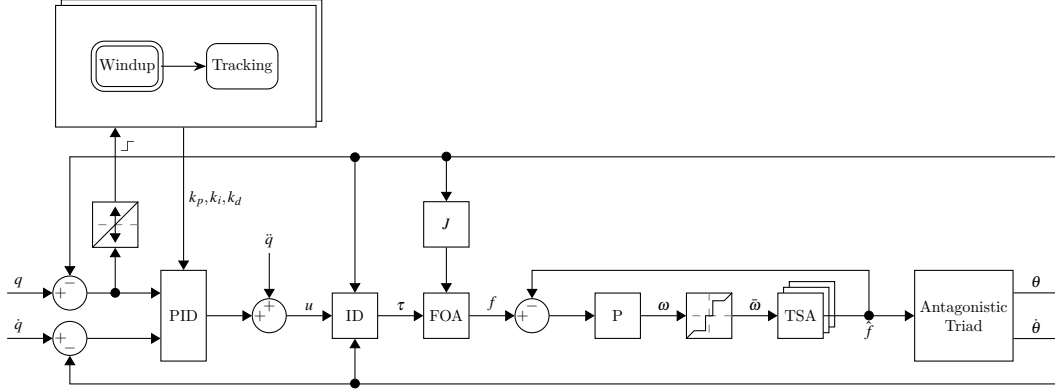 Windup
Tracking
k_p, k_i, k_d
J
q̈
q
θ
+
−
+
PID
+
u
ID
τ
FOA
f
+
−
P
ω
ω̄
TSA
f̂
Antagonistic
Triad
q̇
θ̇
+
−